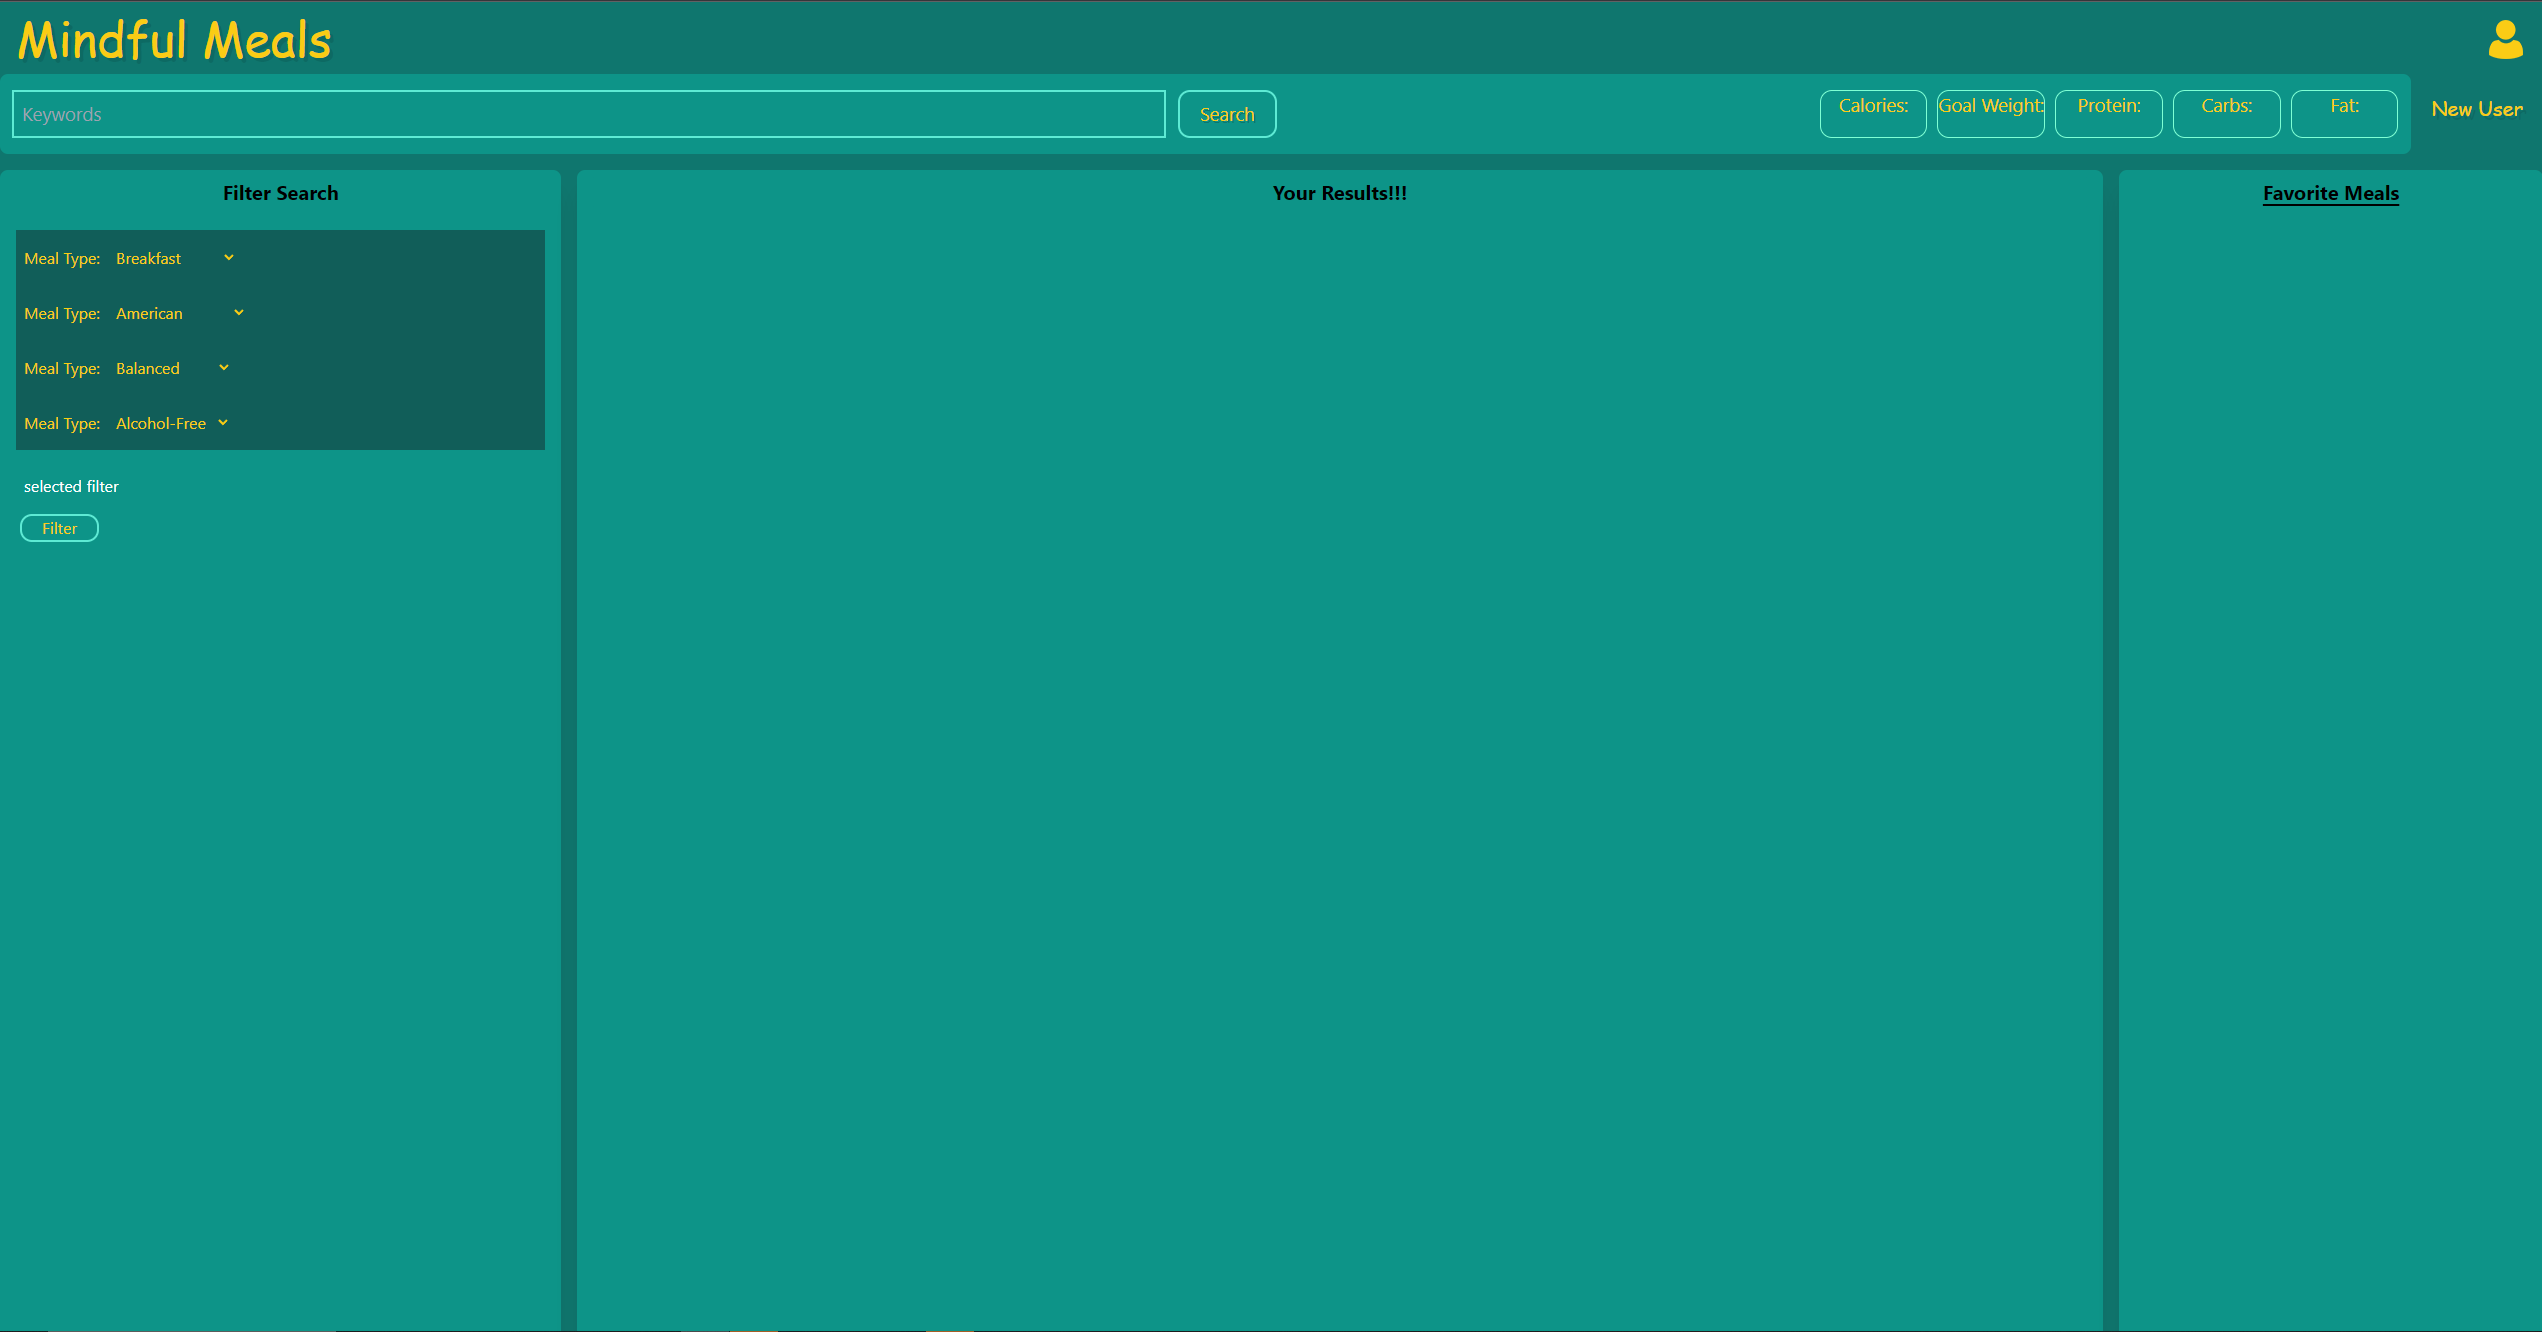 Mindful Meals
Keywords
Search
Calories:
Goal Weight:
Protein:
Carbs:
Fat:
New User
Filter Search
Meal Type: Breakfast
Meal Type: American
Meal Type: Balanced
Meal Type: Alcohol-Free
selected filter
Filter
Your Results!!!
Favorite Meals